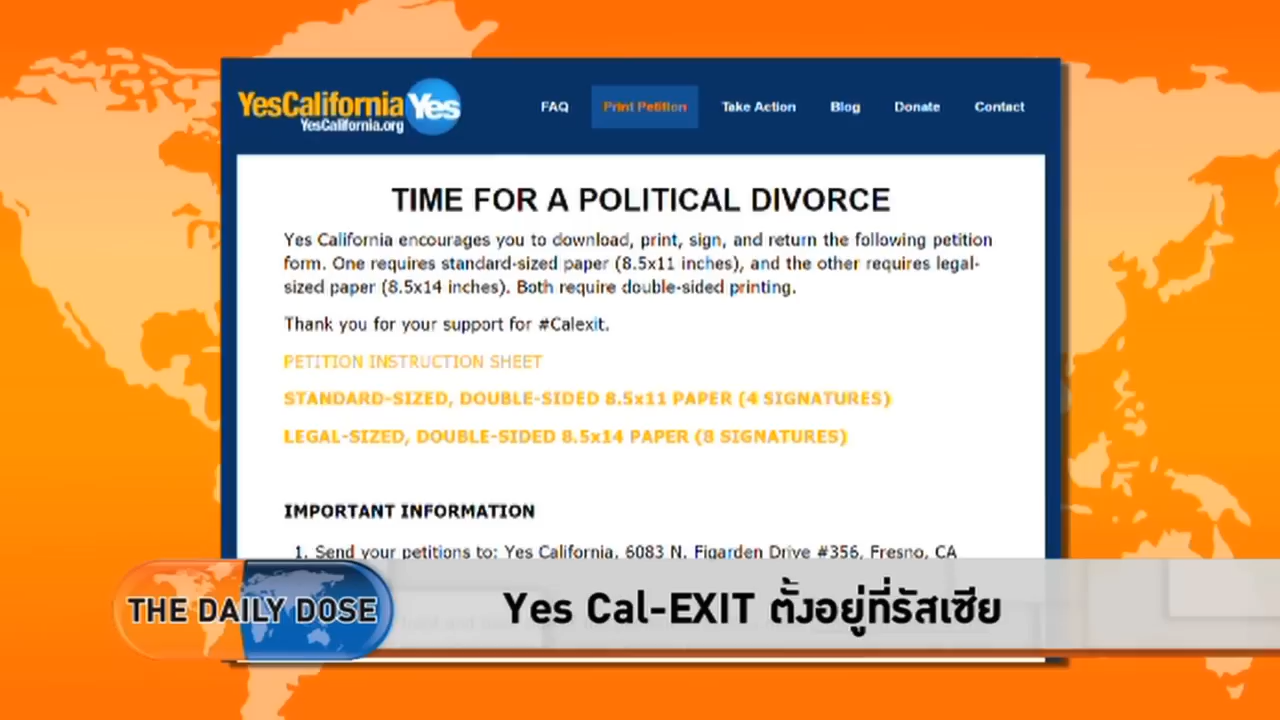 YesCalifornia Yes
YesCalifornia.org
FAQ Print Petition Take Action Blog Donate Contact
TIME FOR A POLITICAL DIVORCE
Yes California encourages you to download, print, sign, and return the following petition
form. One requires standard-sized paper (8.5x11 inches), and the other requires legal-
sized paper (8.5x14 inches). Both require double-sided printing.
Thank you for your support for #Calexit.
PETITION INSTRUCTION SHEET
STANDARD-SIZED, DOUBLE-SIDED 8.5x11 PAPER (4 SIGNATURES)
LEGAL-SIZED, DOUBLE-SIDED 8.5x14 PAPER (8 SIGNATURES)
IMPORTANT INFORMATION
1. Send your petitions to: Yes California, 6083 N. Figarden Drive #356, Fresno, CA
THE DAILY DOSE
Yes Cal-EXIT ตั้งอยู่ที่รัสเซีย